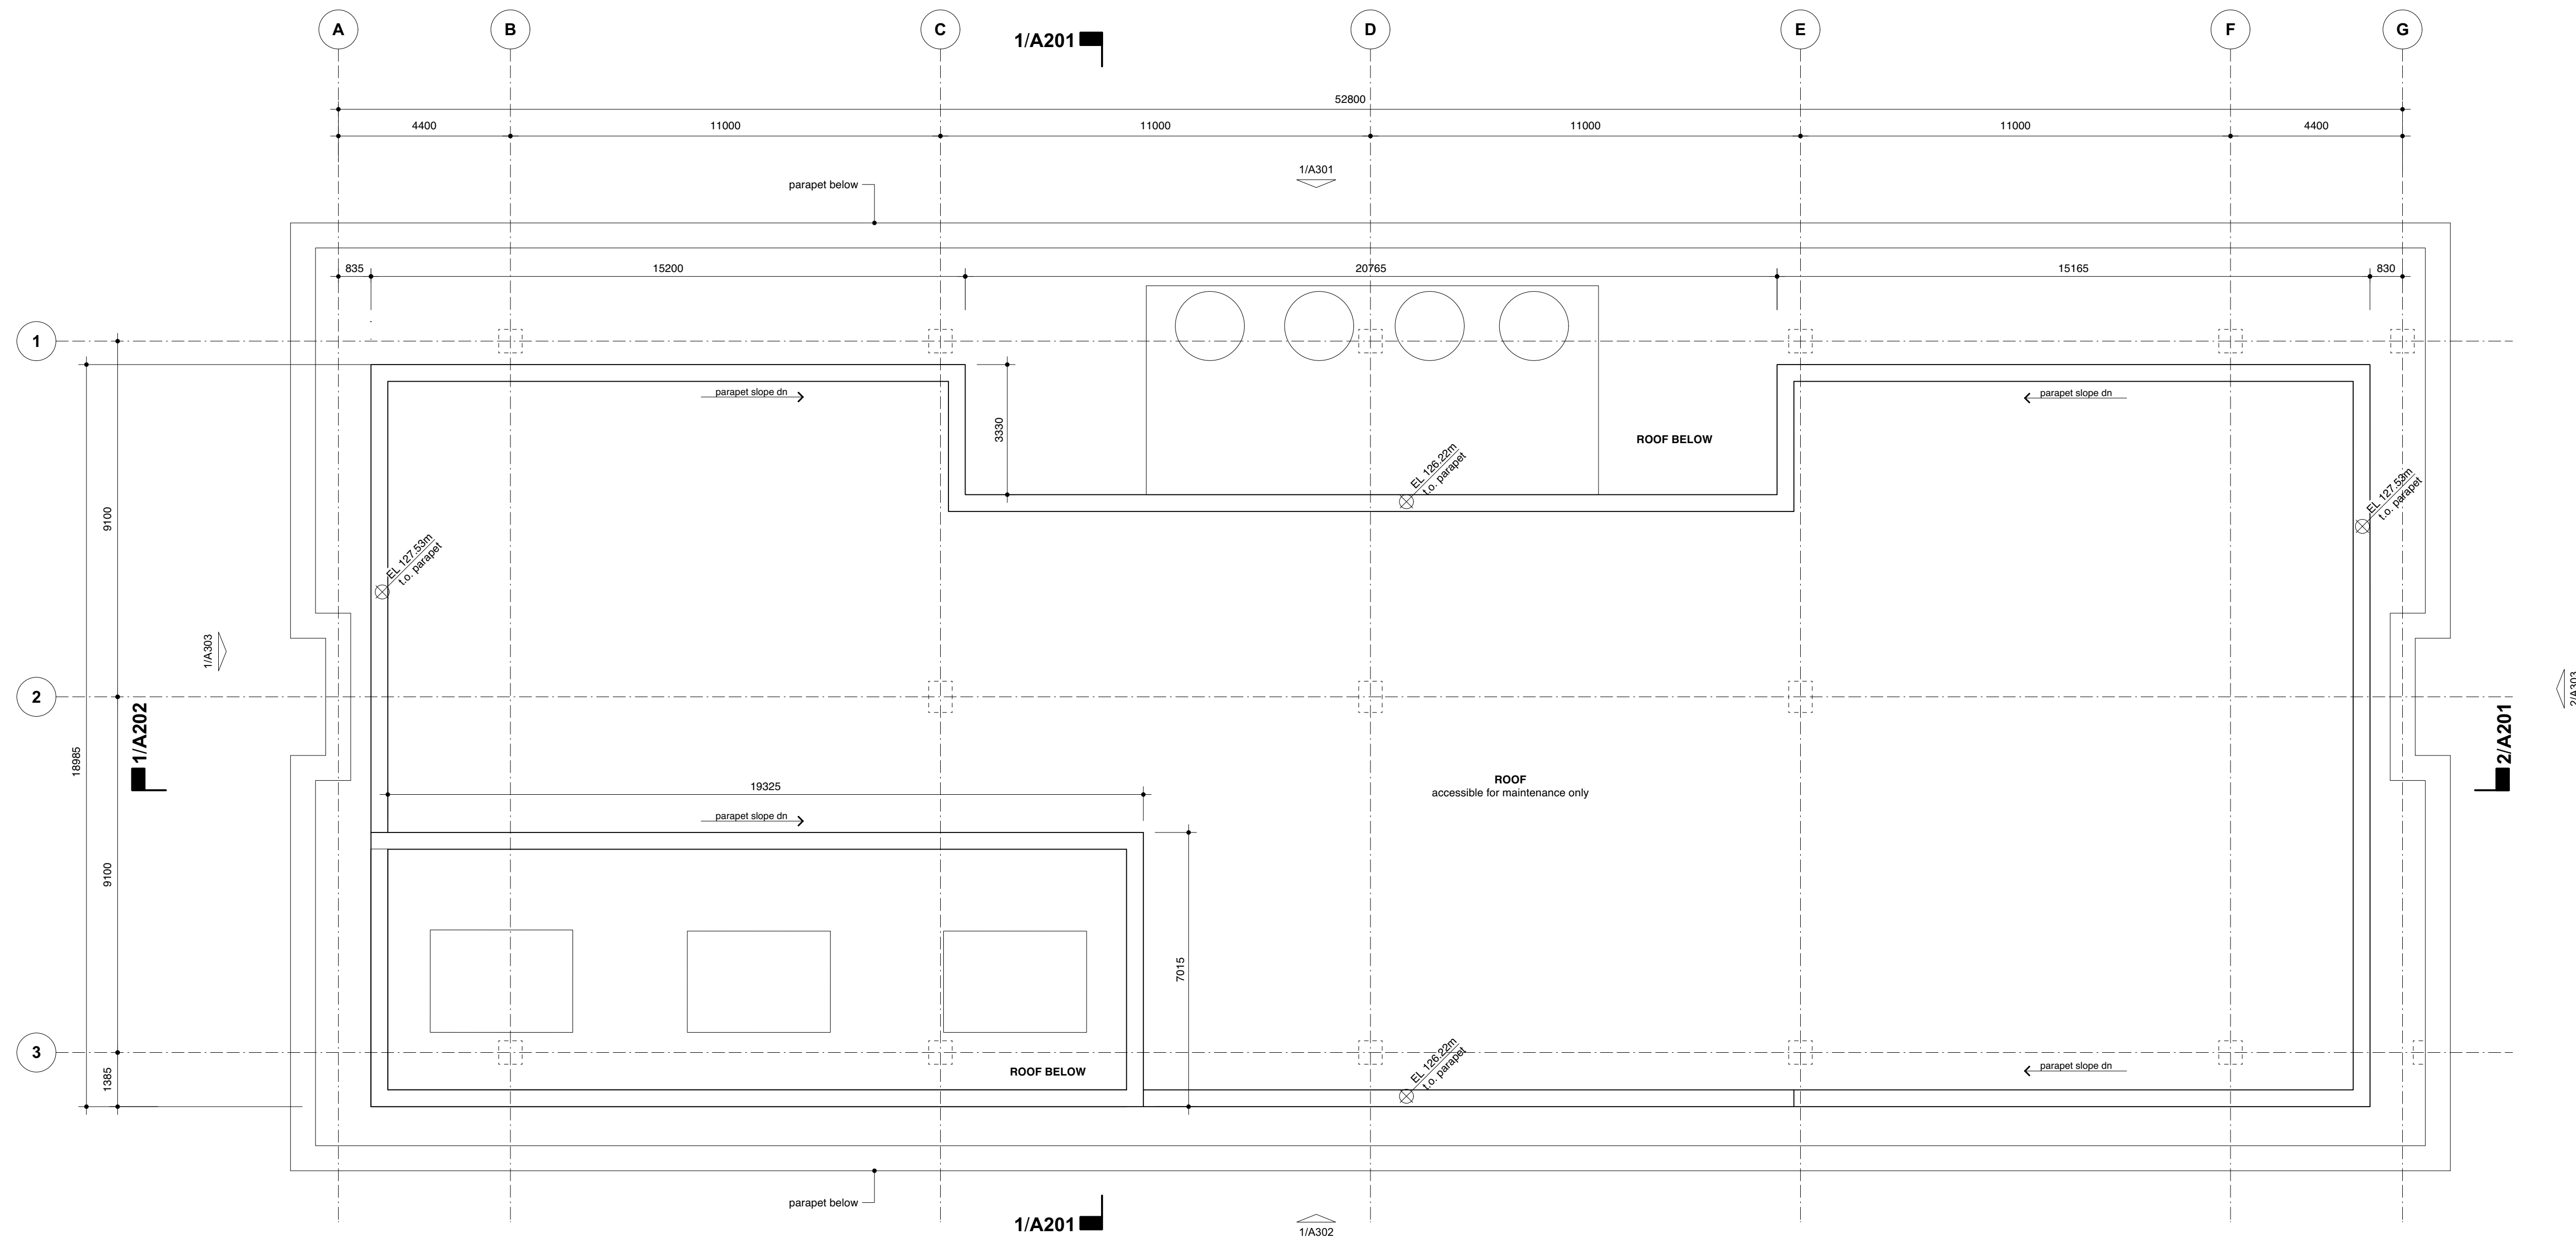 A
B
C
D
E
F
G
1/A201
52800
4400
11000
11000
11000
11000
4400
1/A301
parapet below
835
15200
20765
15165
830
1
parapet slope dn
parapet slope dn
3330
ROOF BELOW
EL 126.22m
t.o. parapet
EL 127.53m
t.o. parapet
9100
EL 127.53m
t.o. parapet
1/A303
2/A303
2
1/A202
2/A201
18985
19325
ROOF
accessible for maintenance only
parapet slope dn
9100
7015
3
EL 126.22m
t.o. parapet
1385
ROOF BELOW
parapet slope dn
parapet below
1/A201
1/A302